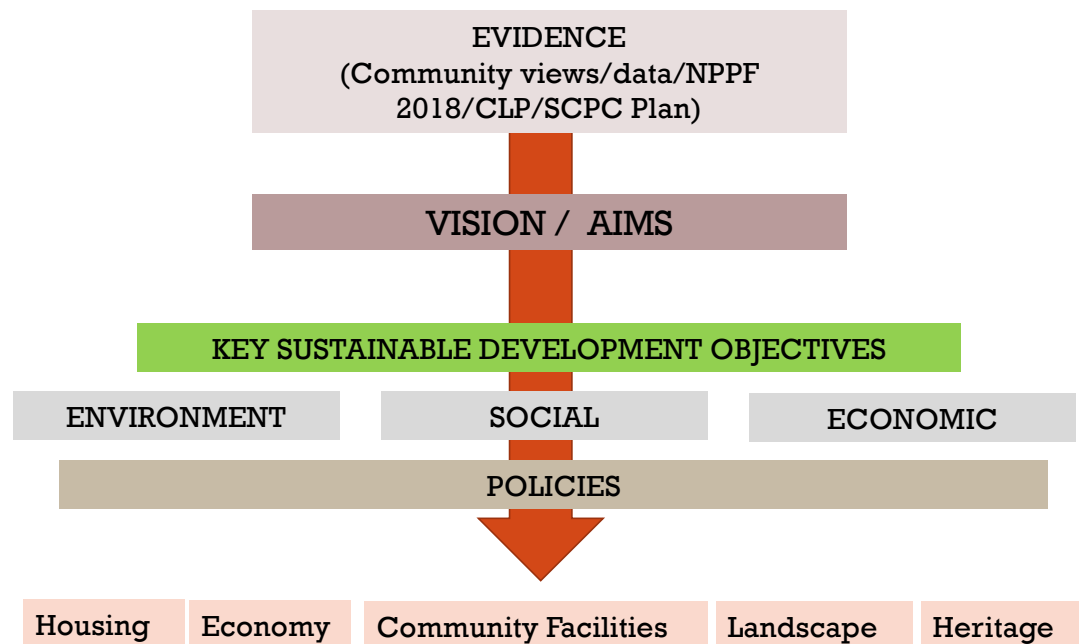 EVIDENCE
(Community views/data/NPPF
2018/CLP/SCPC Plan)
VISION / AIMS
KEY SUSTAINABLE DEVELOPMENT OBJECTIVES
ENVIRONMENT
SOCIAL
ECONOMIC
POLICIES
Housing
Economy
Community Facilities
Landscape
Heritage